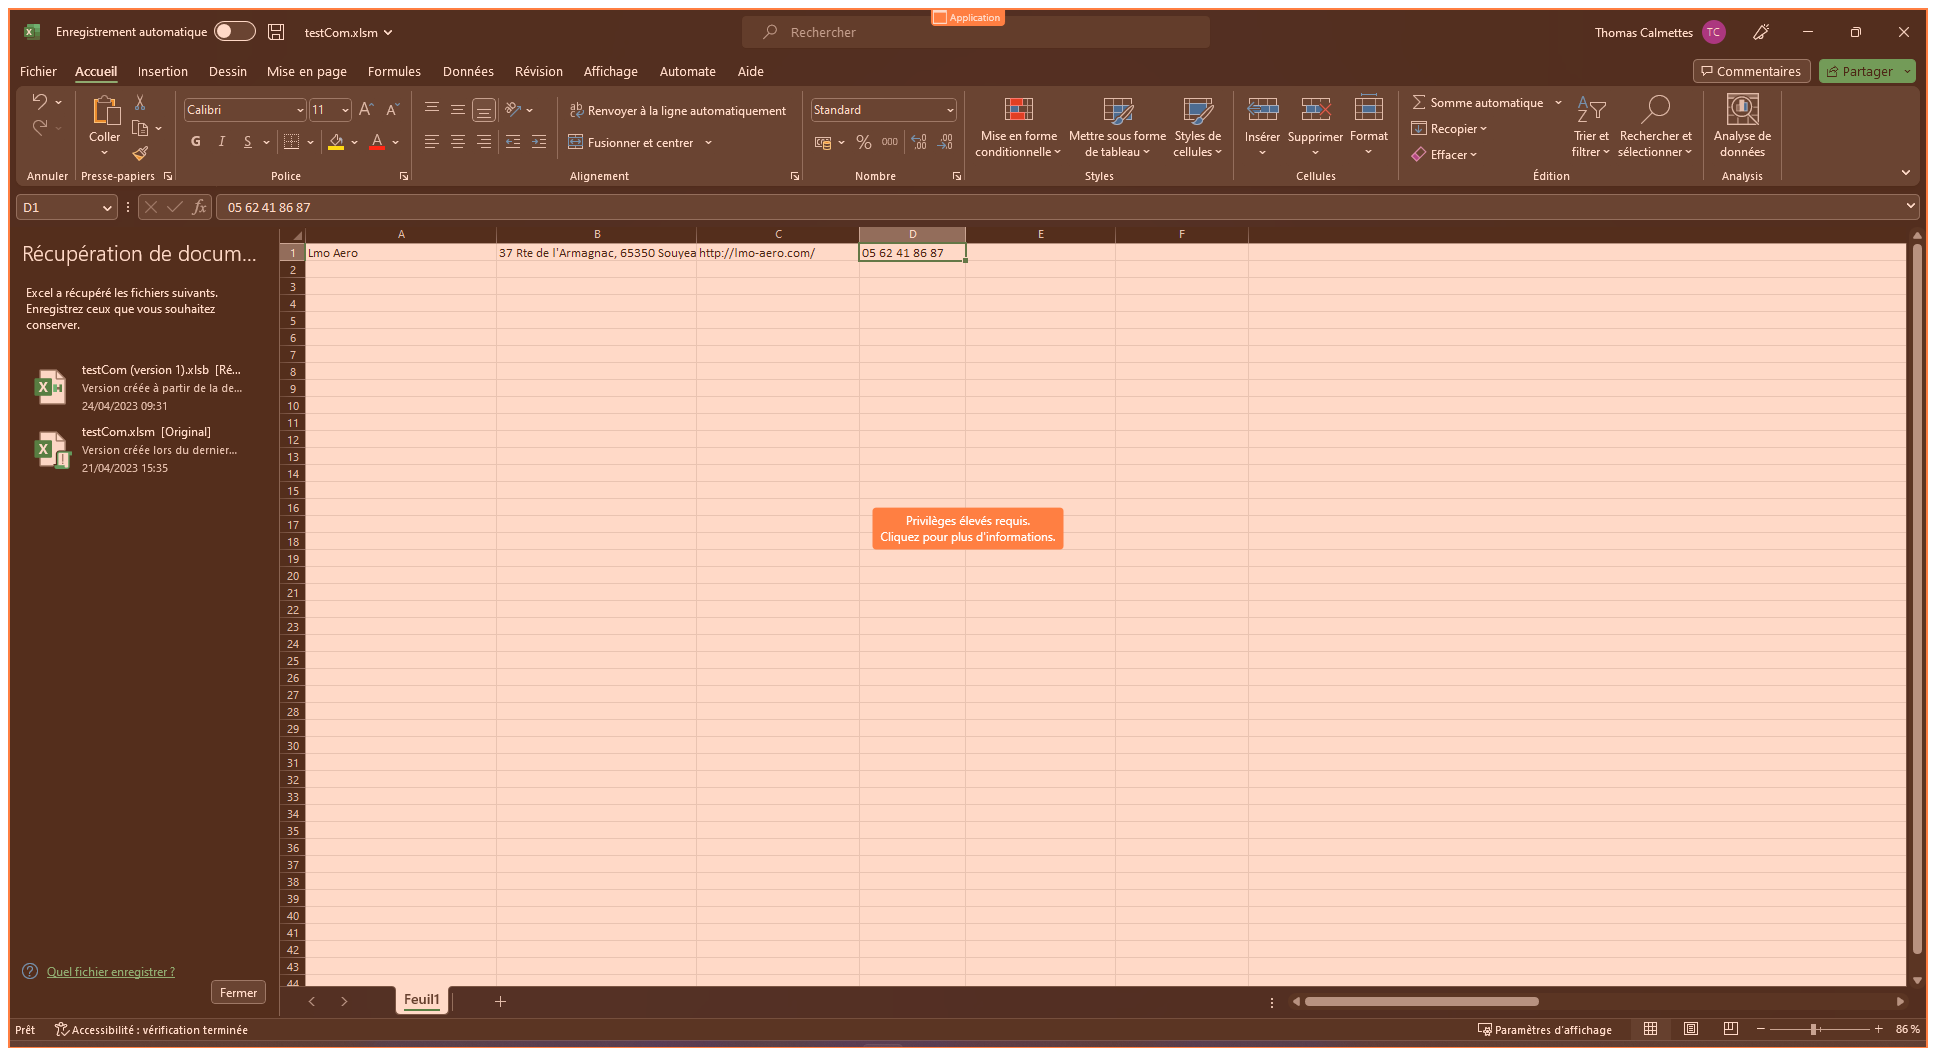 Application
Enregistrement automatique
testCom.xlsm
Rechercher
Thomas Calmettes
TC
Fichier Accueil Insertion Dessin Mise en page Formules Données Révision Affichage Automate Aide
Commentaires
Partager
Coller
Calibri
11
G I S
Renvoyer à la ligne automatiquement
Fusionner et centrer
Standard
% 000
Mise en forme
conditionnelle
Mettre sous forme
de tableau
Styles de
cellules
Insérer
Supprimer
Format
Somme automatique
Recopier
Effacer
Trier et
filtrer
Rechercher et
sélectionner
Analyse de
données
Annuler
Presse-papiers
Police
Alignement
Nombre
Styles
Cellules
Édition
Analysis
D1
fx
05 62 41 86 87
Récupération de docum...
Excel a récupéré les fichiers suivants.
Enregistrez ceux que vous souhaitez
conserver.
testCom (version 1).xlsb [Ré...
Version créée à partir de la de...
24/04/2023 09:31
testCom.xlsm [Original]
Version créée lors du dernier...
21/04/2023 15:35
Quel fichier enregistrer ?
Fermer
A B C D E F
1 Lmo Aero 37 Rte de l'Armagnac, 65350 Souyea http://lmo-aero.com/ 05 62 41 86 87
2
3
4
5
6
7
8
9
10
11
12
13
14
15
16
17
18
19
20
21
22
23
24
25
26
27
28
29
30
31
32
33
34
35
36
37
38
39
40
41
42
43
44
Privilèges élevés requis.
Cliquez pour plus d'informations.
Feuil1
Prêt
Accessibilité : vérification terminée
Paramètres d'affichage
86 %